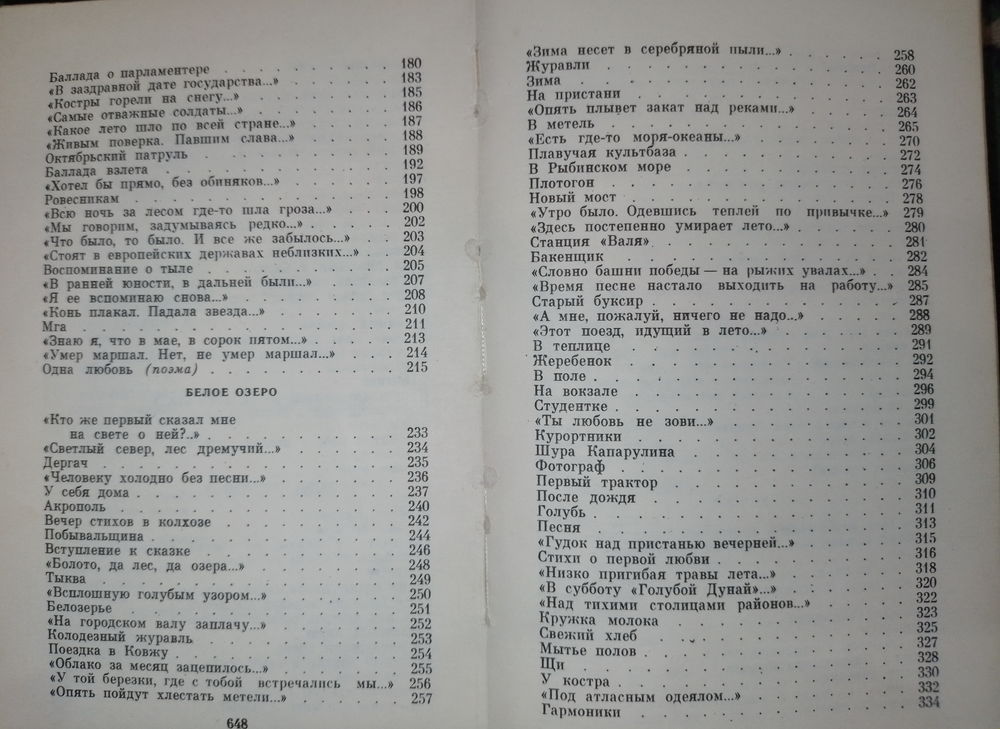 Баллада о парламентере . . . . . . . . . 180
«В заздравной дате государства...» . . . . . . 183
«Костры горели на снегу...» . . . . . . . . 185
«Самые отважные солдаты...» . . . . . . . . 186
«Какое лето шло по всей стране...» . . . . . 187
«Живым поверка. Павшим слава...» . . . . . 188
Октябрьский патруль . . . . . . . . . . 189
Баллада взлета . . . . . . . . . . . . 192
«Хотел бы прямо, без обиняков...» . . . . . . 197
Ровесникам . . . . . . . . . . . . . 198
«Всю ночь за лесом где-то шла гроза...» . . . 200
«Мы говорим, задумываясь редко...» . . . . . 202
«Что было, то было. И все же забылось...» . . . 203
«Стоят в европейских державах неблизких...» . . 204
Воспоминание о тыле . . . . . . . . . . 205
«В ранней юности, в дальней были...» . . . . 207
«Я ее вспоминаю снова...» . . . . . . . . 208
«Конь плакал. Падала звезда...» . . . . . . 210
Мга . . . . . . . . . . . . . . . 211
«Знаю я, что в мае, в сорок пятом...» . . . . . 213
«Умер маршал. Нет, не умер маршал...» . . . 214
Одна любовь (поэма) . . . . . . . . . . 215
БЕЛОЕ ОЗЕРО
«Кто же первый сказал мне
на свете о ней?..» . . . . . . . . . 233
«Светлый север, лес дремучий...» . . . . . . 234
Дергач . . . . . . . . . . . . . . 235
«Человеку холодно без песни...» . . . . . . 236
У себя дома . . . . . . . . . . . . . 237
Акрополь . . . . . . . . . . . . . 240
Вечер стихов в колхозе . . . . . . . . . 242
Побывальщина . . . . . . . . . . . . 244
Вступление к сказке . . . . . . . . . . 246
«Болото, да лес, да озера...» . . . . . . . 248
Тыква . . . . . . . . . . . . . . 249
«Всплошную голубым узором...» . . . . . . 250
Белозерье . . . . . . . . . . . . . 251
«На городском валу заплачу...» . . . . . . 252
Колодезный журавль . . . . . . . . . . 253
Поездка в Ковжу . . . . . . . . . . . 254
«Облако за месяц зацепилось...» . . . . . . 255
«У той березки, где с тобой встречались мы...» 256
«Опять пойдут хлестать метели...» . . . . . 257
648
«Зима несет в серебряной пыли...» . . . . . 258
Журавли . . . . . . . . . . . . . . 260
Зима . . . . . . . . . . . . . . . 262
На пристани . . . . . . . . . . . . . 263
«Опять плывет закат над реками...» . . . . . 264
В метель . . . . . . . . . . . . . . 265
«Есть где-то моря-океаны...» . . . . . . . 270
Плавучая культбаза . . . . . . . . . . 272
В Рыбинском море . . . . . . . . . . . 274
Плотогон . . . . . . . . . . . . . . 276
Новый мост . . . . . . . . . . . . . 278
«Утро было. Одевшись теплей по привычке...» 279
«Здесь постепенно умирает лето...» . . . . . 280
Станция «Валя» . . . . . . . . . . . . 281
Бакенщик . . . . . . . . . . . . . . 282
«Словно башни победы — на рыжих увалах...» . . 284
«Время песне настало выходить на работу...» 285
Старый буксир . . . . . . . . . . . . 287
«А мне, пожалуй, ничего не надо...» . . . . . 288
«Этот поезд, идущий в лето...» . . . . . . . 289
В теплице . . . . . . . . . . . . . 291
Жеребенок . . . . . . . . . . . . . 292
В поле . . . . . . . . . . . . . . 294
На вокзале . . . . . . . . . . . . . 296
Студентке . . . . . . . . . . . . . 299
«Ты любовь не зови...» . . . . . . . . . 301
Курортники . . . . . . . . . . . . . 302
Шура Капарулина . . . . . . . . . . . 304
Фотограф . . . . . . . . . . . . . 306
Первый трактор . . . . . . . . . . . 309
После дождя . . . . . . . . . . . . 310
Голубь . . . . . . . . . . . . . . 311
Песня . . . . . . . . . . . . . . 313
«Гудок над пристанью вечерней...» . . . . . 315
Стихи о первой любви . . . . . . . . . 316
«Низко пригибая травы лета...» . . . . . . 318
«В субботу «Голубой Дунай»...» . . . . . . 320
«Над тихими столицами районов...» . . . . . 322
Кружка молока . . . . . . . . . . . . 323
Свежий хлеб . . . . . . . . . . . . 325
Мытье полов . . . . . . . . . . . . 327
Щи . . . . . . . . . . . . . . . 328
У костра . . . . . . . . . . . . . 330
«Под атласным одеялом...» . . . . . . . . 332
Гармоники . . . . . . . . . . . . . 334